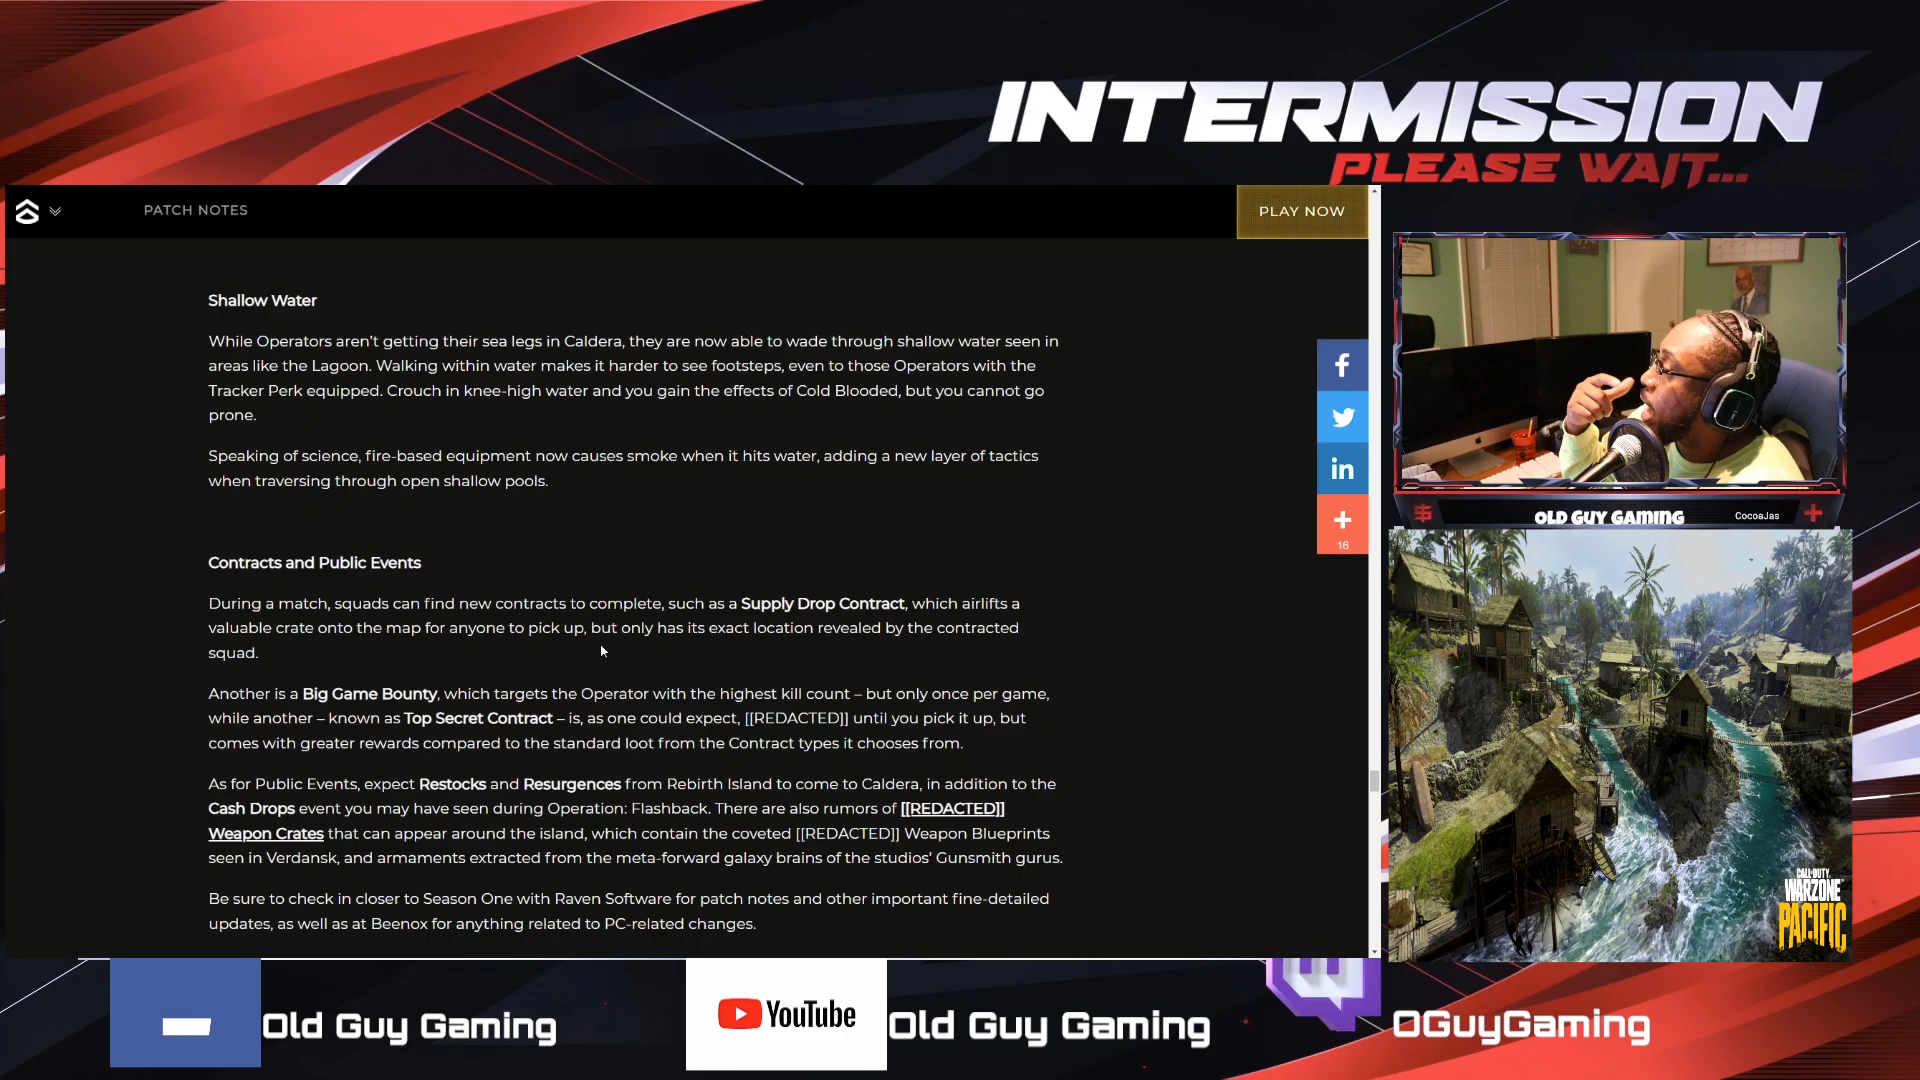 INTERMISSION
PLEASE WAIT...
PATCH NOTES
PLAY NOW
Shallow Water
While Operators aren't getting their sea legs in Caldera, they are now able to wade through shallow water seen in
areas like the Lagoon. Walking within water makes it harder to see footsteps, even to those Operators with the
Tracker Perk equipped. Crouch in knee-high water and you gain the effects of Cold Blooded, but you cannot go
prone.
Speaking of science, fire-based equipment now causes smoke when it hits water, adding a new layer of tactics
when traversing through open shallow pools.
Contracts and Public Events
During a match, squads can find new contracts to complete, such as a Supply Drop Contract, which airlifts a
valuable crate onto the map for anyone to pick up, but only has its exact location revealed by the contracted
squad.
Another is a Big Game Bounty, which targets the Operator with the highest kill count – but only once per game,
while another – known as Top Secret Contract – is, as one could expect, [[REDACTED]] until you pick it up, but
comes with greater rewards compared to the standard loot from the Contract types it chooses from.
As for Public Events, expect Restocks and Resurgences from Rebirth Island to come to Caldera, in addition to the
Cash Drops event you may have seen during Operation: Flashback. There are also rumors of [[REDACTED]]
Weapon Crates that can appear around the island, which contain the coveted [[REDACTED]] Weapon Blueprints
seen in Verdansk, and armaments extracted from the meta-forward galaxy brains of the studios' Gunsmith gurus.
Be sure to check in closer to Season One with Raven Software for patch notes and other important fine-detailed
updates, as well as at Beenox for anything related to PC-related changes.
f
in
+
16
$
OLD GUY GAMING
CocoaJas
+
CALL OF DUTY
WARZONE
PACIFIC
Old Guy Gaming
YouTube
Old Guy Gaming
OGuyGaming